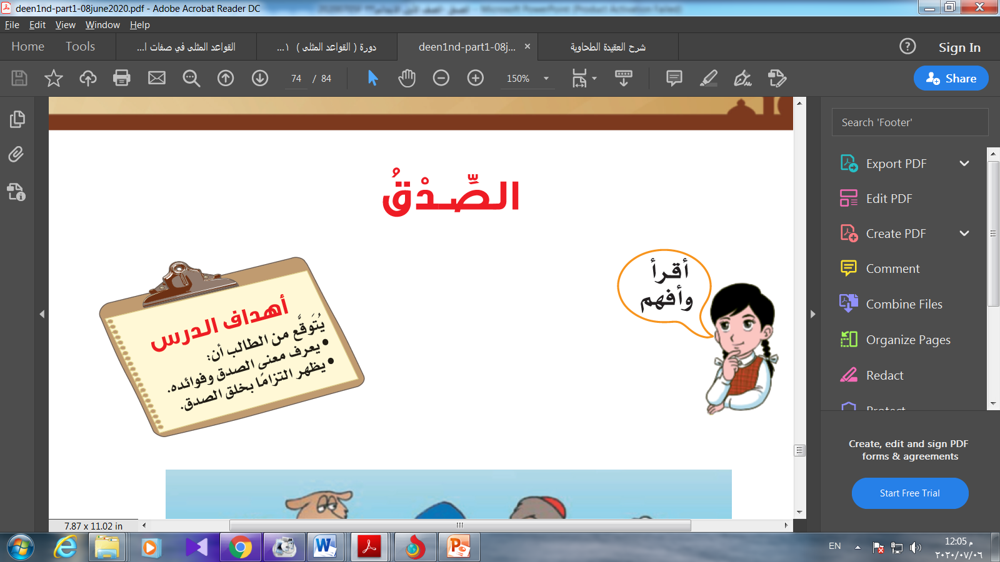 deen1nd-part1-08june2020.pdf - Adobe Acrobat Reader DC
File Edit View Window Help
Home Tools
القواعد المثلى في صفات ا...
دورة ( القواعد المثلى ) ١...
deen1nd-part1-08j... ×
شرح العقيدة الطحاوية
Sign In
74 / 84
150%
Share
الصِّدْقُ
أقرأ
وأفهم
أهداف الدرس
يُتَوقَّع من الطالب أن:
• يعرف معنى الصدق وفوائده.
• يظهر التزامًا بخلق الصدق.
7.87 x 11.02 in
Search 'Footer'
Export PDF
Edit PDF
Create PDF
Comment
Combine Files
Organize Pages
Redact
Protect
Create, edit and sign PDF
forms & agreements
Start Free Trial
EN
12:05 م
٢٠٢٠/٠٧/٠٦